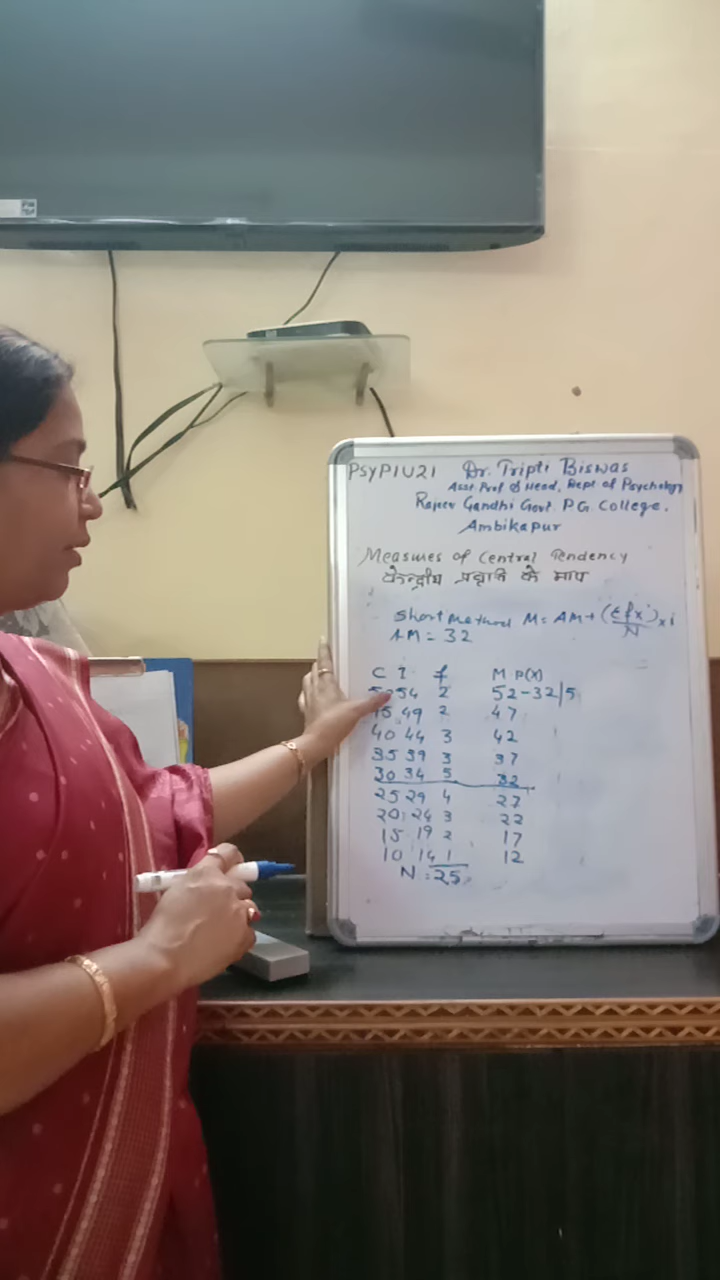 PSYPIU21 Dr. Tripti Biswas
Asst Prof & Head, Dept of Psychology
Rajeev Gandhi Govt. P.G. College,
Ambikapur
Measures of Central Tendency
केन्द्रीय प्रवृत्ति के माप
Short method M = AM + (Σfx'/N) x i
AM = 32
C I f M.P(X)
54 2 52-32/5
45 49 2 47
40 44 3 42
35 39 3 37
30 34 5 32
25 29 4 27
20 24 3 22
15 19 2 17
10 14 1 12
N = 25